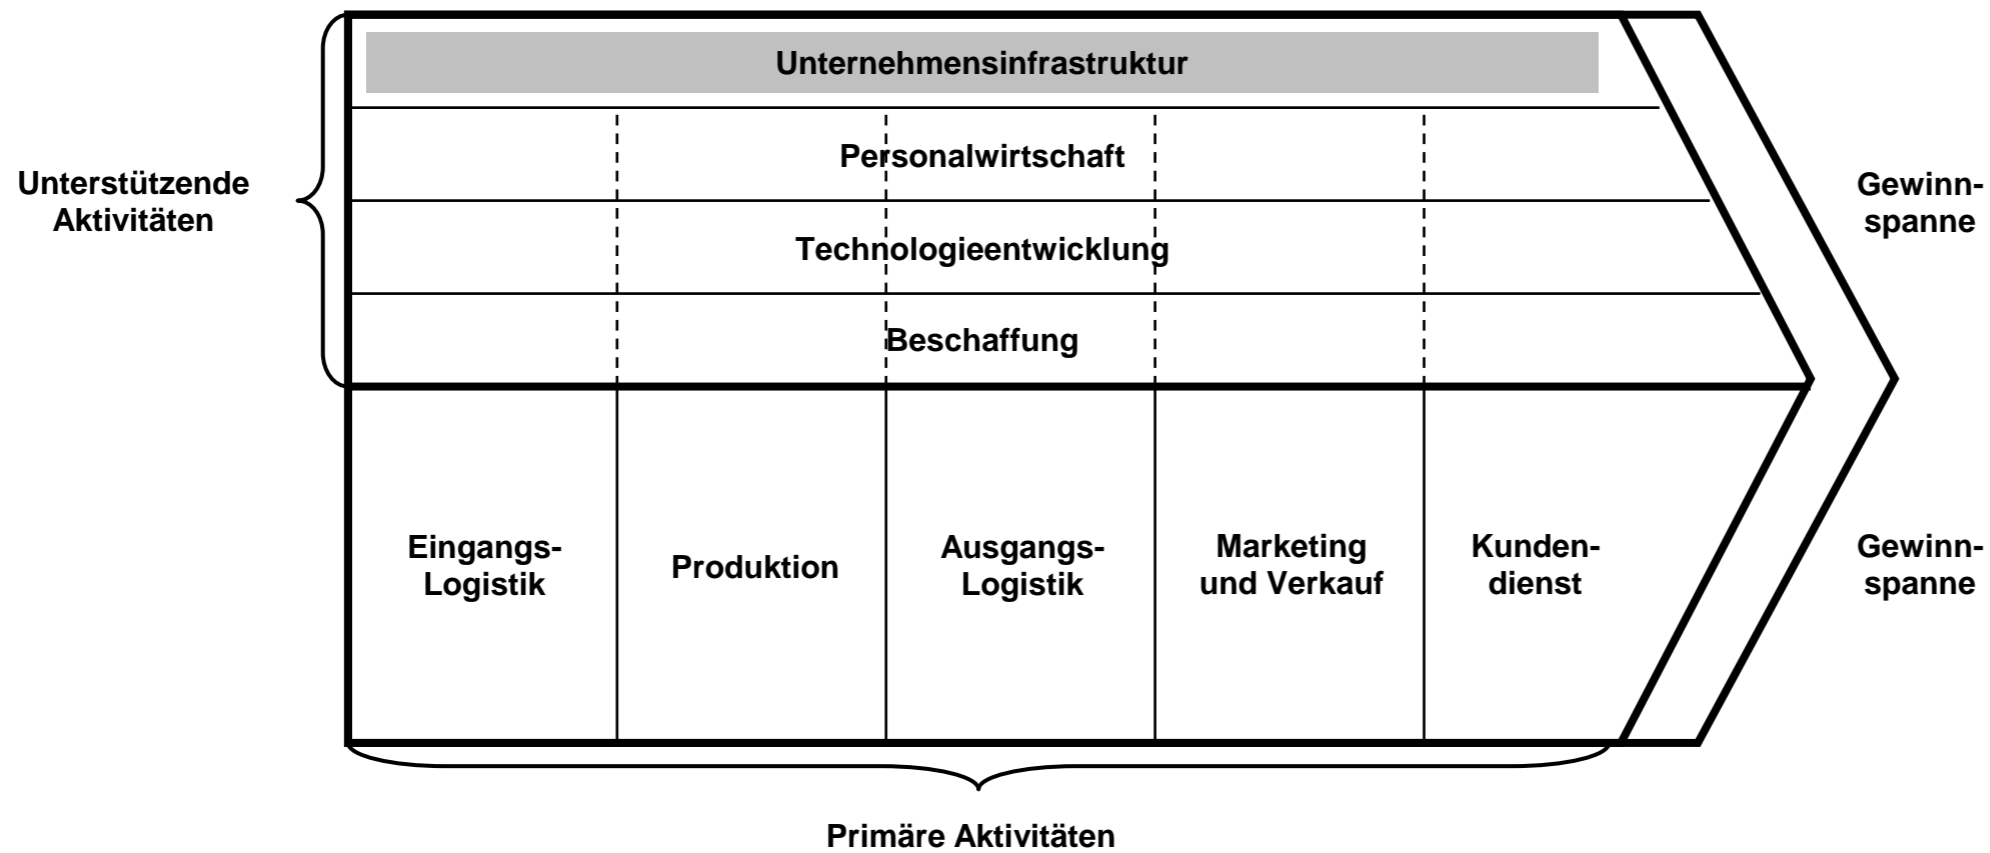 Unternehmensinfrastruktur
Personalwirtschaft
Technologieentwicklung
Beschaffung
Unterstützende
Aktivitäten
Gewinn-
spanne
Eingangs-
Logistik
Produktion
Ausgangs-
Logistik
Marketing
und Verkauf
Kunden-
dienst
Gewinn-
spanne
Primäre Aktivitäten